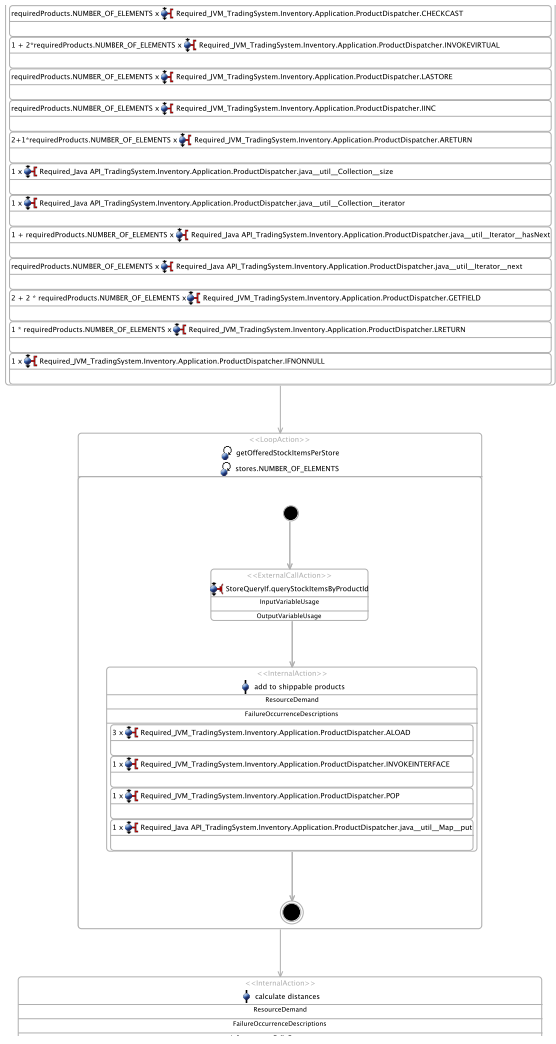 requiredProducts.NUMBER_OF_ELEMENTS x Required_JVM_TradingSystem.Inventory.Application.ProductDispatcher.CHECKCAST
1 + 2*requiredProducts.NUMBER_OF_ELEMENTS x Required_JVM_TradingSystem.Inventory.Application.ProductDispatcher.INVOKEVIRTUAL
requiredProducts.NUMBER_OF_ELEMENTS x Required_JVM_TradingSystem.Inventory.Application.ProductDispatcher.LASTORE
requiredProducts.NUMBER_OF_ELEMENTS x Required_JVM_TradingSystem.Inventory.Application.ProductDispatcher.IINC
2+1*requiredProducts.NUMBER_OF_ELEMENTS x Required_JVM_TradingSystem.Inventory.Application.ProductDispatcher.ARETURN
1 x Required_Java API_TradingSystem.Inventory.Application.ProductDispatcher.java__util__Collection__size
1 x Required_Java API_TradingSystem.Inventory.Application.ProductDispatcher.java__util__Collection__iterator
1 + requiredProducts.NUMBER_OF_ELEMENTS x Required_Java API_TradingSystem.Inventory.Application.ProductDispatcher.java__util__Iterator__hasNext
requiredProducts.NUMBER_OF_ELEMENTS x Required_Java API_TradingSystem.Inventory.Application.ProductDispatcher.java__util__Iterator__next
2 + 2 * requiredProducts.NUMBER_OF_ELEMENTS x Required_JVM_TradingSystem.Inventory.Application.ProductDispatcher.GETFIELD
1 * requiredProducts.NUMBER_OF_ELEMENTS x Required_JVM_TradingSystem.Inventory.Application.ProductDispatcher.LRETURN
1 x Required_JVM_TradingSystem.Inventory.Application.ProductDispatcher.IFNONNULL
<<LoopAction>>
getOfferedStockItemsPerStore
stores.NUMBER_OF_ELEMENTS
<<ExternalCallAction>>
StoreQueryIf.queryStockItemsByProductId
InputVariableUsage
OutputVariableUsage
<<InternalAction>>
add to shippable products
ResourceDemand
FailureOccurrenceDescriptions
3 x Required_JVM_TradingSystem.Inventory.Application.ProductDispatcher.ALOAD
1 x Required_JVM_TradingSystem.Inventory.Application.ProductDispatcher.INVOKEINTERFACE
1 x Required_JVM_TradingSystem.Inventory.Application.ProductDispatcher.POP
1 x Required_Java API_TradingSystem.Inventory.Application.ProductDispatcher.java__util__Map__put
<<InternalAction>>
calculate distances
ResourceDemand
FailureOccurrenceDescriptions